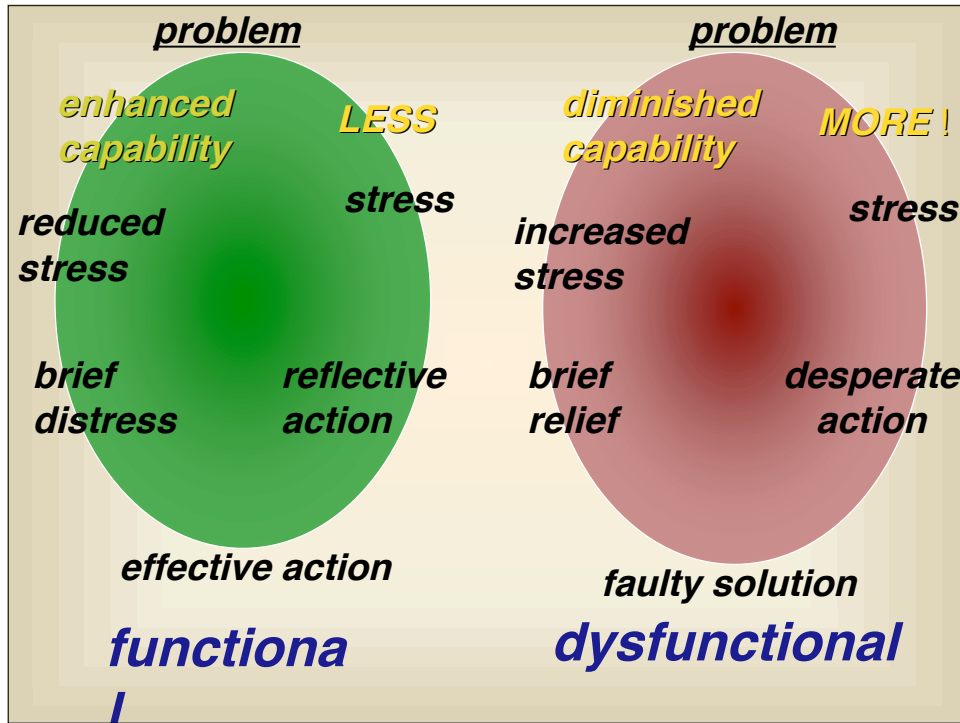 problem
enhanced
capability
LESS
stress
reduced
stress
brief
distress
reflective
action
effective action
functiona
l
problem
diminished
capability
MORE !
stress
increased
stress
brief
relief
desperate
action
faulty solution
dysfunctional